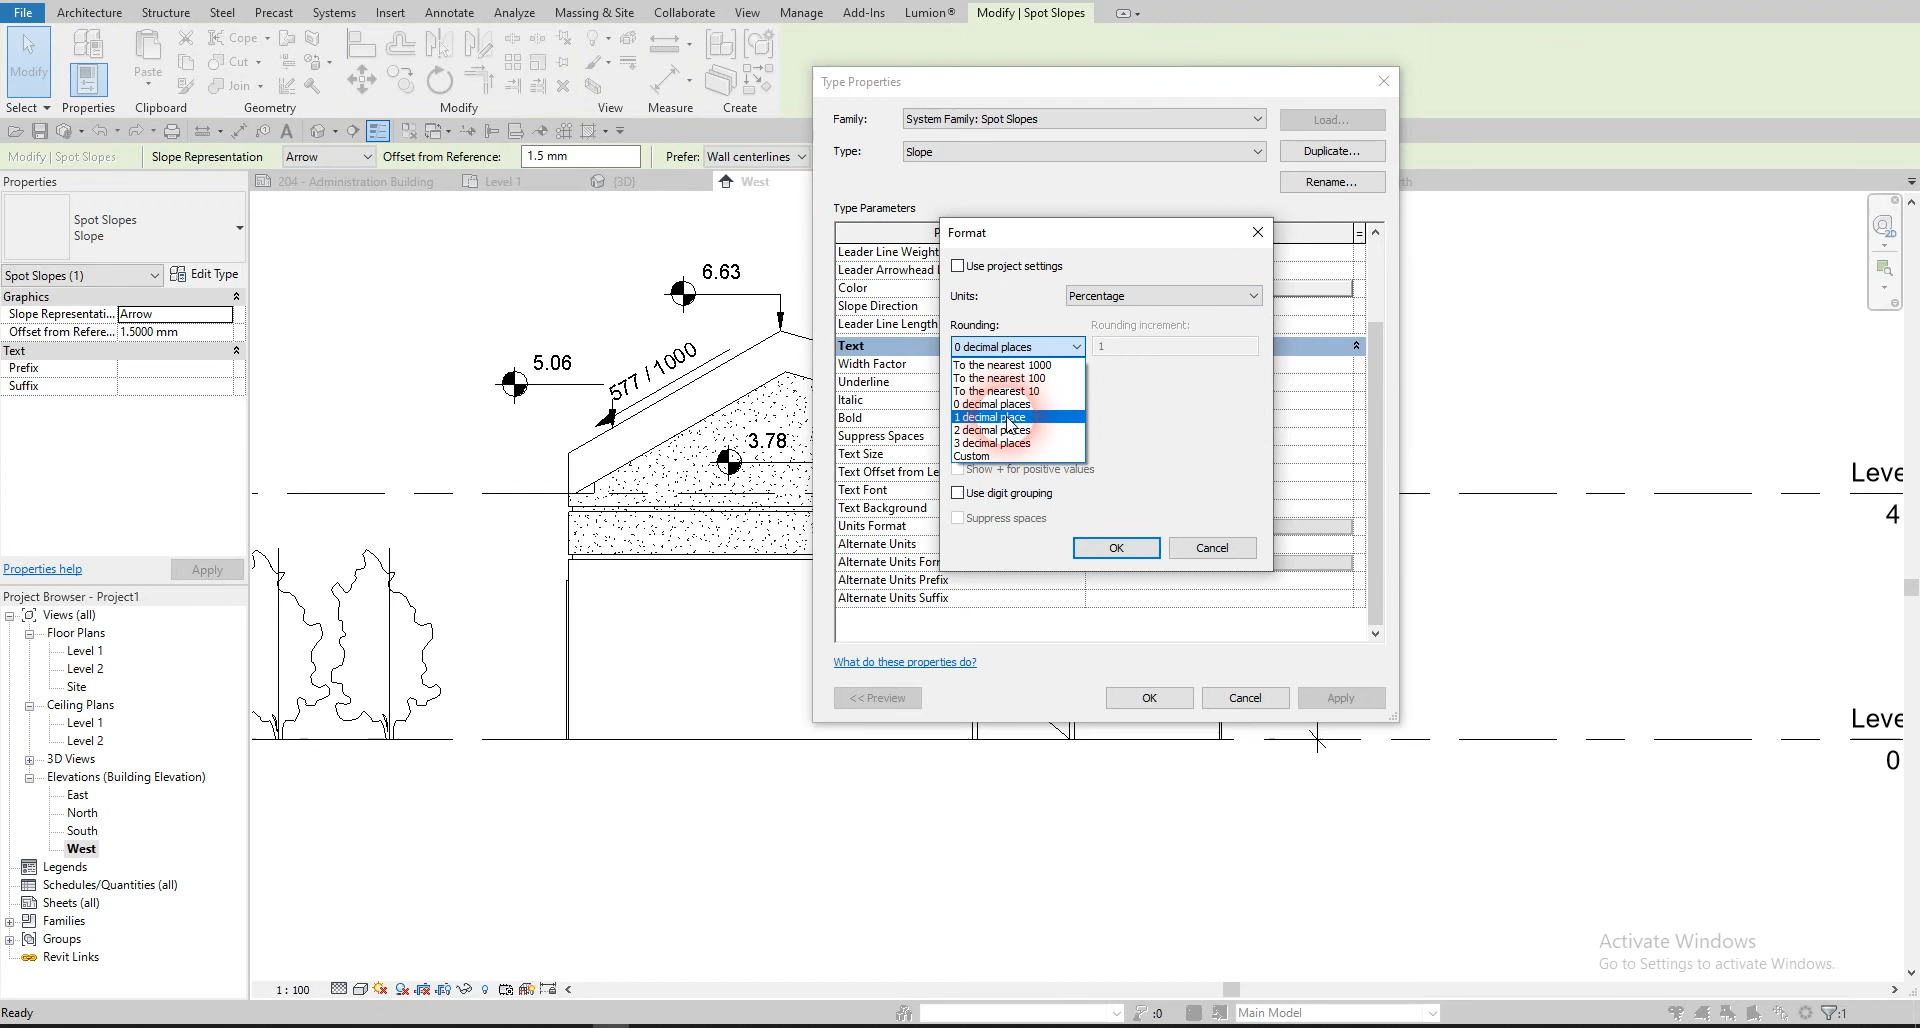 File Architecture Structure Steel Precast Systems Insert Annotate Analyze Massing & Site Collaborate View Manage Add-Ins Lumion® Modify | Spot Slopes
Modify Paste Cope Cut Join
Select Properties Clipboard Geometry Modify View Measure Create
Modify | Spot Slopes Slope Representation Arrow Offset from Reference: 1.5 mm Prefer: Wall centerlines
Properties
204 - Administration Building Level 1 {3D} West
Spot Slopes
Slope
Spot Slopes (1) Edit Type
Graphics
Slope Representati... Arrow
Offset from Refere... 1.5000 mm
Text
Prefix
Suffix
Properties help Apply
Project Browser - Project1
Views (all)
Floor Plans
Level 1
Level 2
Site
Ceiling Plans
Level 1
Level 2
3D Views
Elevations (Building Elevation)
East
North
South
West
Legends
Schedules/Quantities (all)
Sheets (all)
Families
Groups
Revit Links
6.63
5.06
577 / 1000
3.78
Type Properties
Family: System Family: Spot Slopes Load...
Type: Slope Duplicate...
Rename...
Type Parameters
=
Leader Line Weight
Leader Arrowhead
Color
Slope Direction
Leader Line Length
Text
Width Factor
Underline
Italic
Bold
Suppress Spaces
Text Size
Text Offset from Le
Text Font
Text Background
Units Format
Alternate Units
Alternate Units For
Alternate Units Prefix
Alternate Units Suffix
What do these properties do?
<< Preview OK Cancel Apply
Format
Use project settings
Units: Percentage
Rounding: Rounding increment:
0 decimal places 1
To the nearest 1000
To the nearest 100
To the nearest 10
0 decimal places
1 decimal place
2 decimal places
3 decimal places
Custom
Show + for positive values
Use digit grouping
Suppress spaces
OK Cancel
Leve
4
Leve
0
Activate Windows
Go to Settings to activate Windows.
1 : 100
Ready :0 Main Model :1